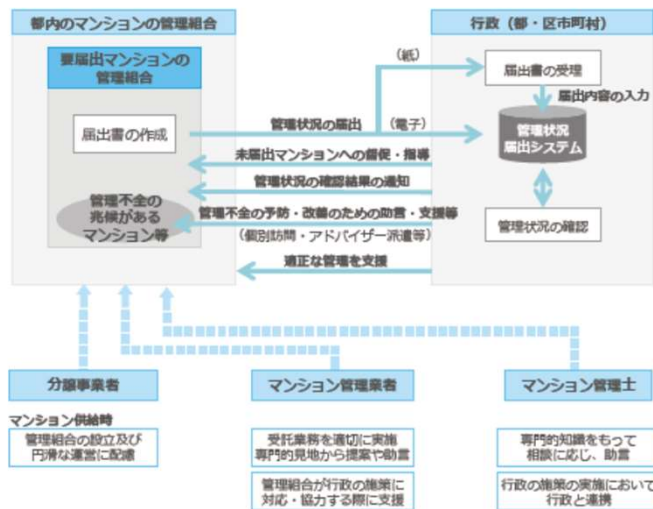 都内のマンションの管理組合
行政（都・区市町村）
要届出マンションの
管理組合
届出書の作成
（紙）
届出書の受理
届出内容の入力
管理状況の届出
（電子）
管理状況
届出システム
未届出マンションへの督促・指導
管理状況の確認結果の通知
管理不全の
兆候がある
マンション等
管理不全の予防・改善のための助言・支援等
（個別訪問・アドバイザー派遣等）
管理状況の確認
適正な管理を支援
分譲事業者
マンション供給時
管理組合の設立及び
円滑な運営に配慮
マンション管理業者
受託業務を適切に実施
専門的見地から提案や助言
管理組合が行政の施策に
対応・協力する際に支援
マンション管理士
専門的知識をもって
相談に応じ、助言
行政の施策の実施において
行政と連携